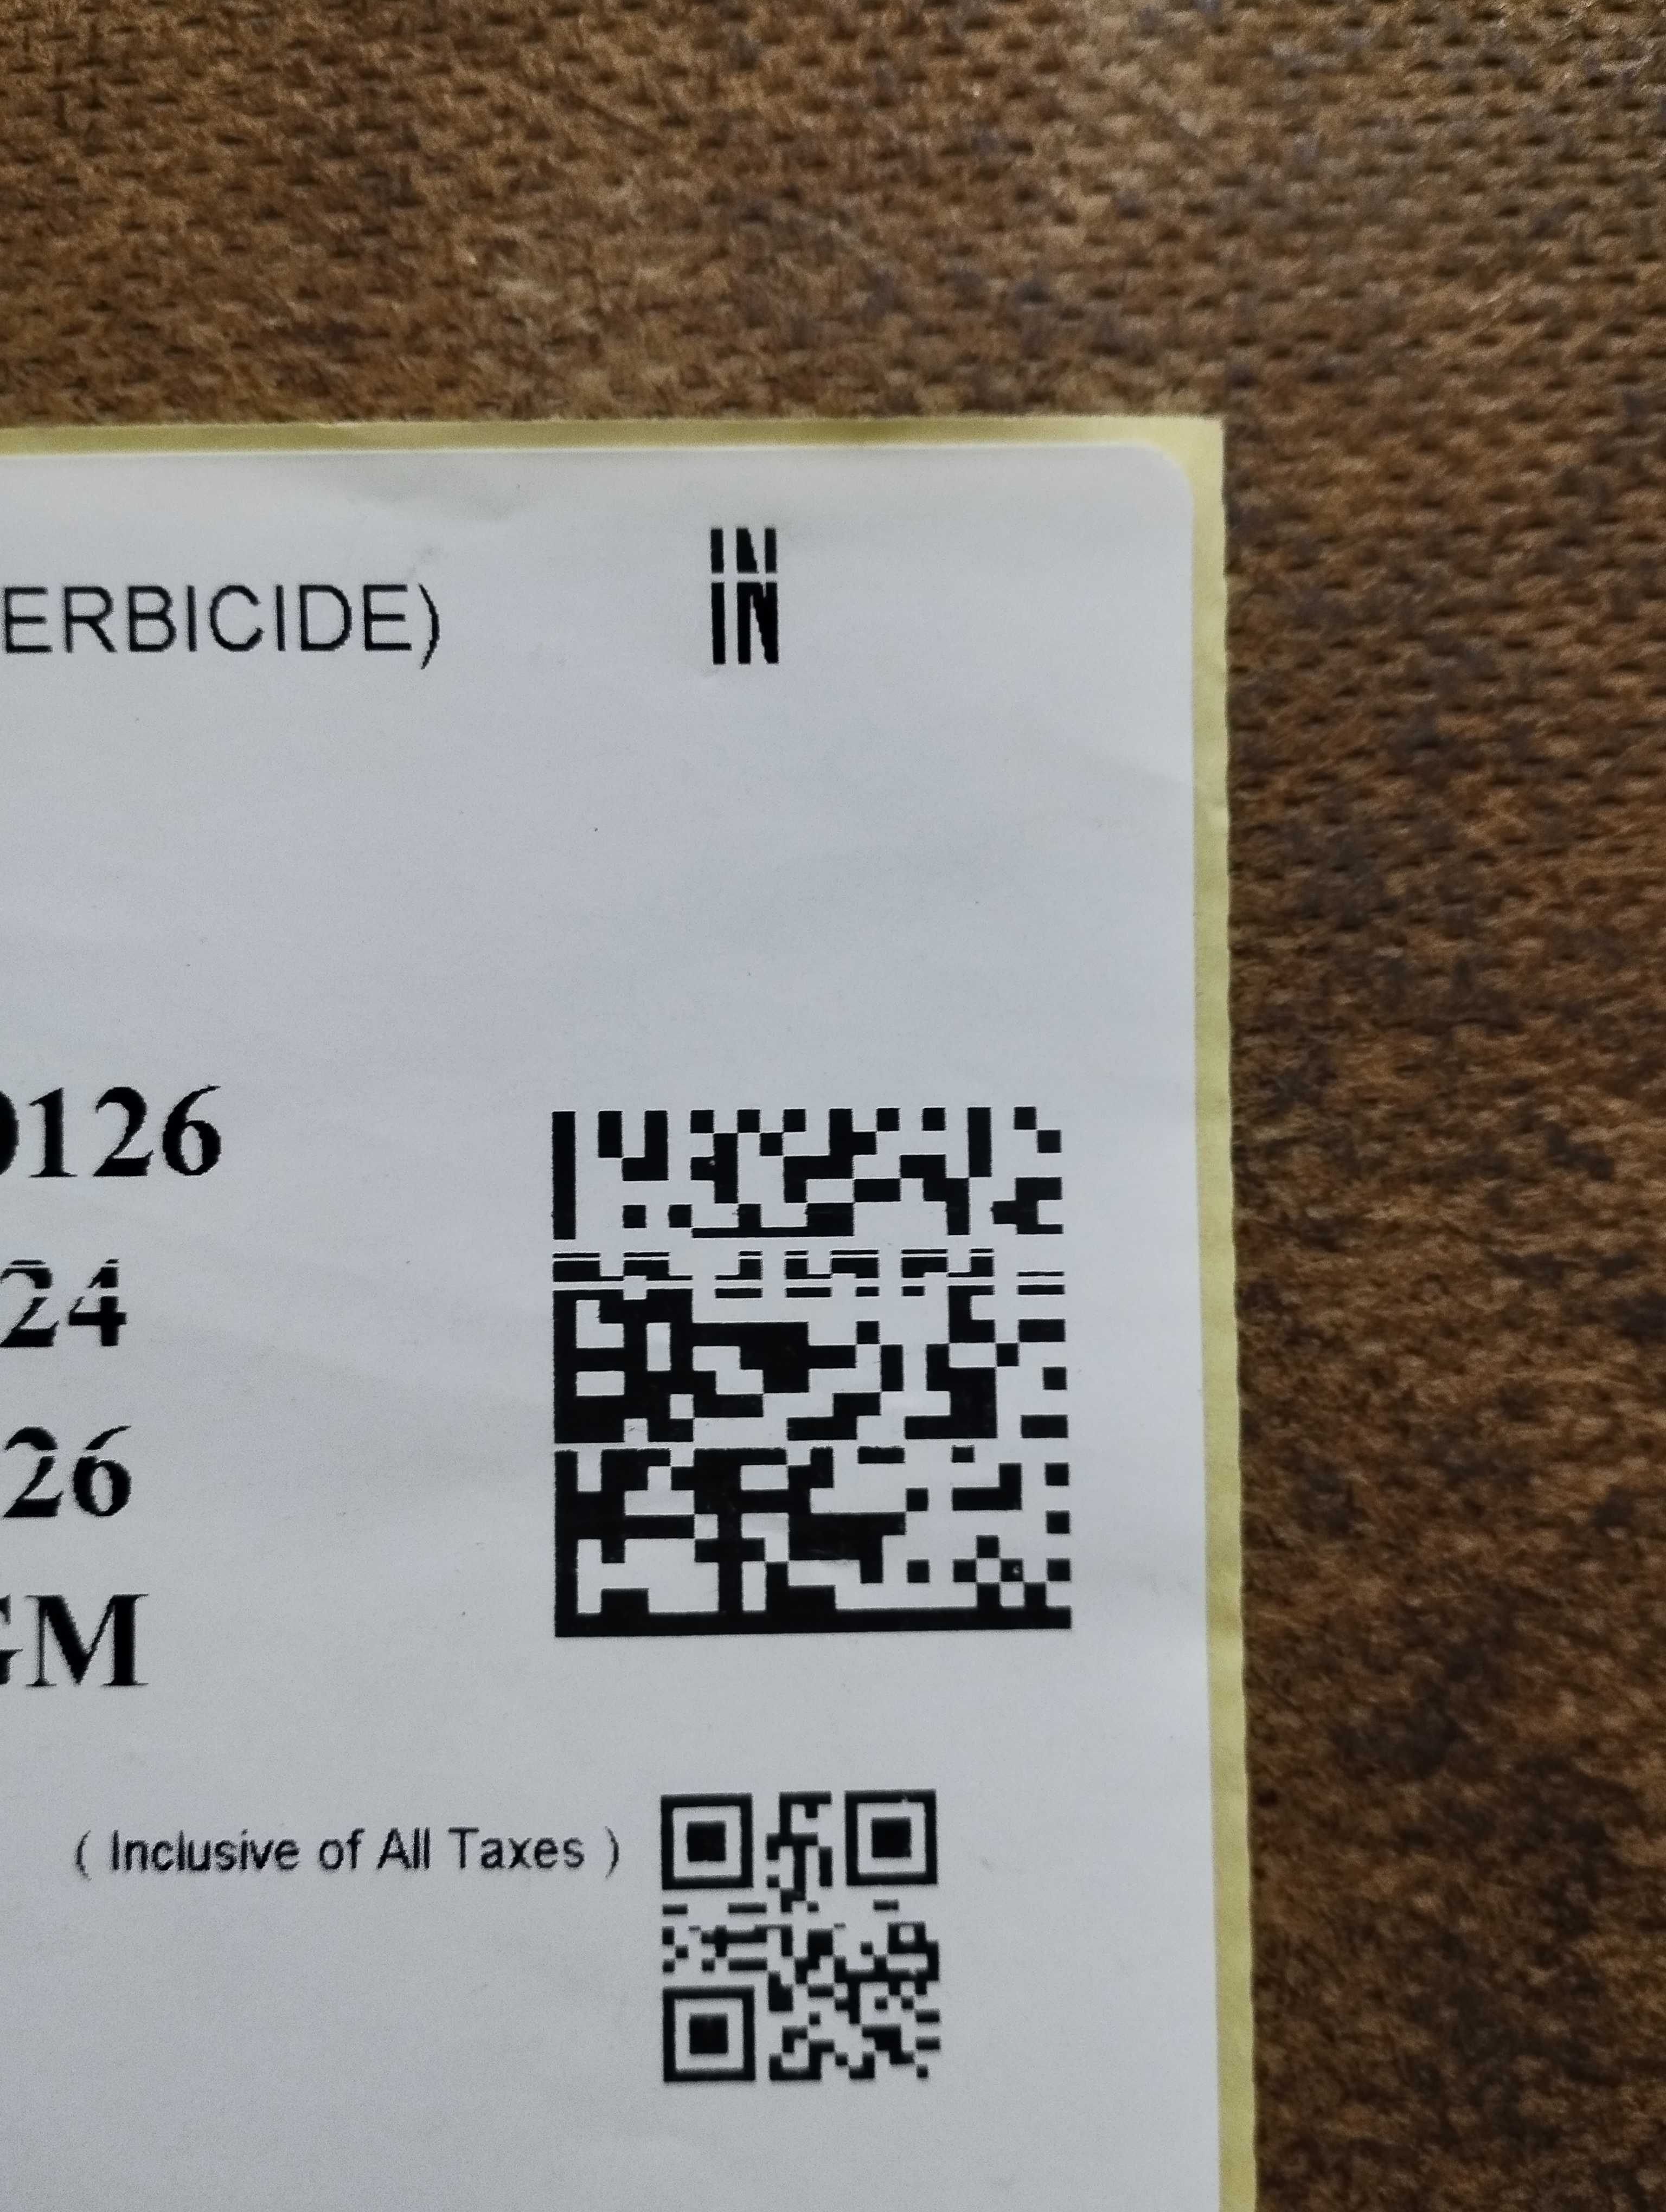 ERBICIDE)
IN
0126
24
26
GM
( Inclusive of All Taxes )